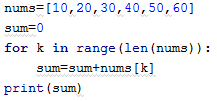 nums=[10,20,30,40,50,60]
sum=0
for k in range(len(nums)):
    sum=sum+nums[k]
print(sum)